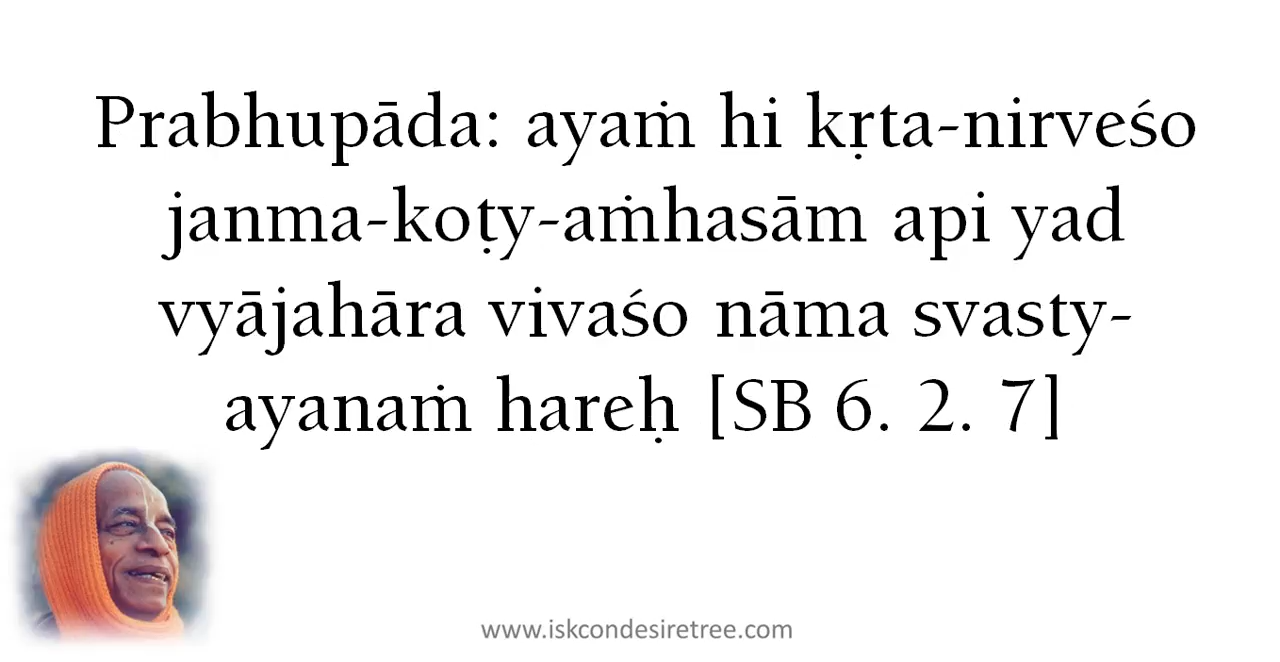 Prabhupāda: ayaṁ hi kṛta-nirveśo
janma-koṭy-aṁhasām api yad
vyājahāra vivaśo nāma svasty-
ayanaṁ hareḥ [SB 6. 2. 7]
www.iskcondesiretree.com